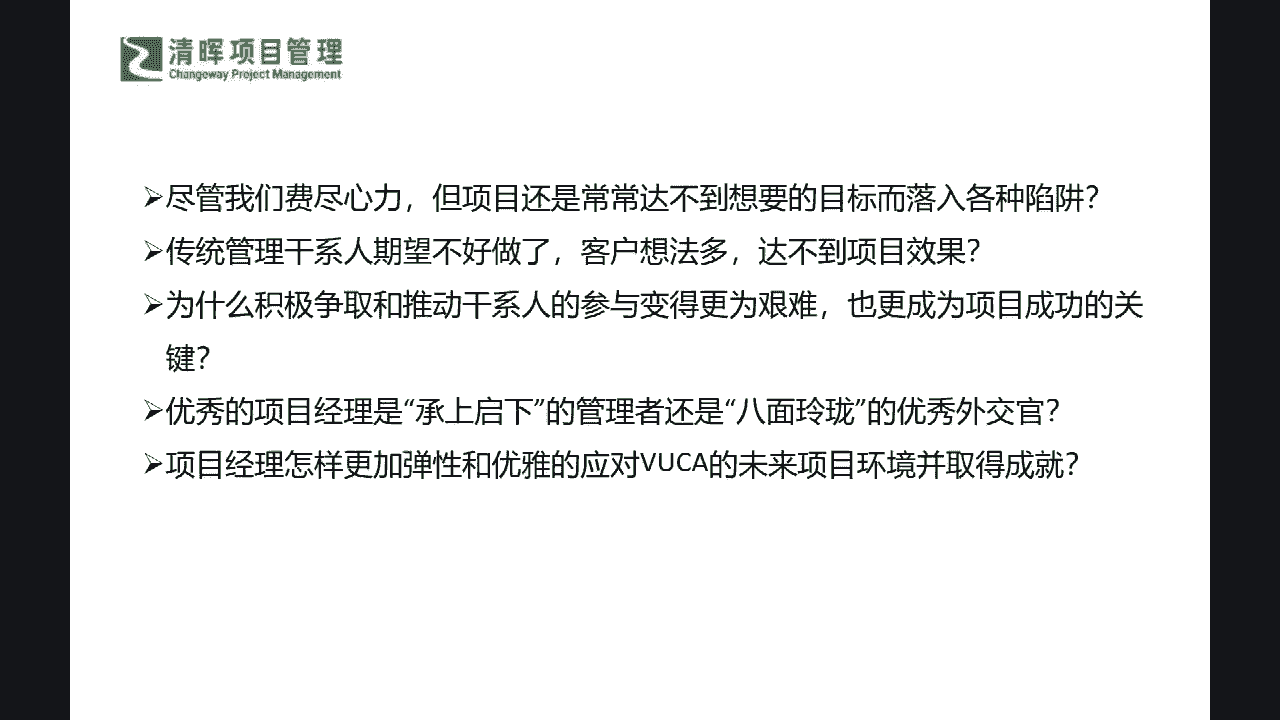 清晖项目管理
Changeway Project Management
➢尽管我们费尽心力，但项目还是常常达不到想要的目标而落入各种陷阱？
➢传统管理干系人期望不好做了，客户想法多，达不到项目效果？
➢为什么积极争取和推动干系人的参与变得更为艰难，也更成为项目成功的关
键？
➢优秀的项目经理是“承上启下”的管理者还是“八面玲珑”的优秀外交官？
➢项目经理怎样更加弹性和优雅的应对VUCA的未来项目环境并取得成就？